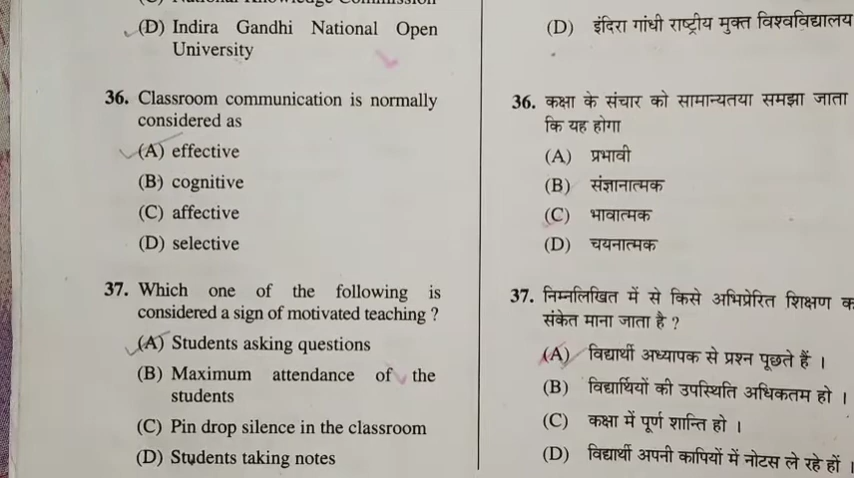 (D) Indira Gandhi National Open
University
36. Classroom communication is normally
considered as
(A) effective
(B) cognitive
(C) affective
(D) selective
37. Which one of the following is
considered a sign of motivated teaching ?
(A) Students asking questions
(B) Maximum attendance of the
students
(C) Pin drop silence in the classroom
(D) Students taking notes
(D) इंदिरा गांधी राष्ट्रीय मुक्त विश्वविद्यालय
36. कक्षा के संचार को सामान्यतया समझा जाता
कि यह होगा
(A) प्रभावी
(B) संज्ञानात्मक
(C) भावात्मक
(D) चयनात्मक
37. निम्नलिखित में से किसे अभिप्रेरित शिक्षण
संकेत माना जाता है ?
(A) विद्यार्थी अध्यापक से प्रश्न पूछते हैं ।
(B) विद्यार्थियों की उपस्थिति अधिकतम हो ।
(C) कक्षा में पूर्ण शान्ति हो ।
(D) विद्यार्थी अपनी कापियों में नोटस ले रहे हों ।